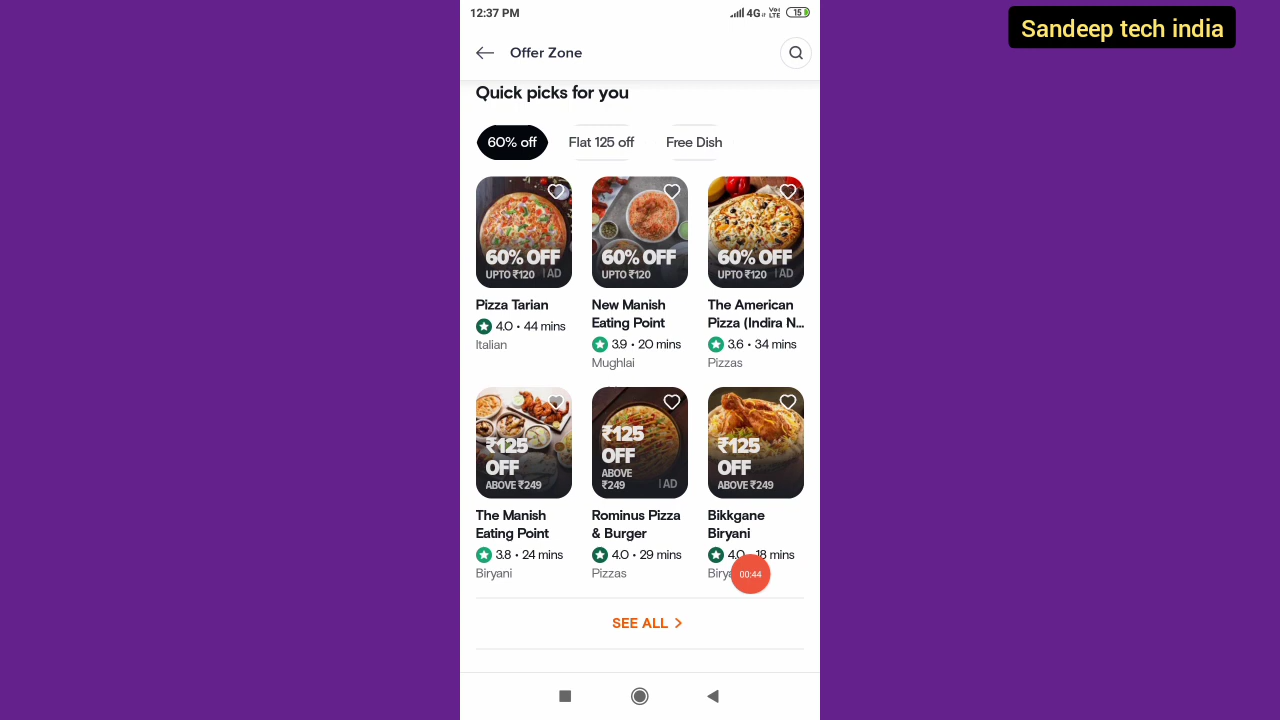 12:37 PM
4G
Vo))
LTE
15
Sandeep tech india
Offer Zone
Quick picks for you
60% off
Flat 125 off
Free Dish
60% OFF
UPTO ₹120
AD
60% OFF
UPTO ₹120
60% OFF
UPTO ₹120
AD
Pizza Tarian
4.0 • 44 mins
Italian
New Manish
Eating Point
3.9 • 20 mins
Mughlai
The American
Pizza (Indira N...
3.6 • 34 mins
Pizzas
₹125
OFF
ABOVE ₹249
₹125
OFF
ABOVE
₹249
AD
₹125
OFF
ABOVE ₹249
The Manish
Eating Point
3.8 • 24 mins
Biryani
Rominus Pizza
& Burger
4.0 • 29 mins
Pizzas
Bikkgane
Biryani
4.0 18 mins
Birya
00:44
SEE ALL >